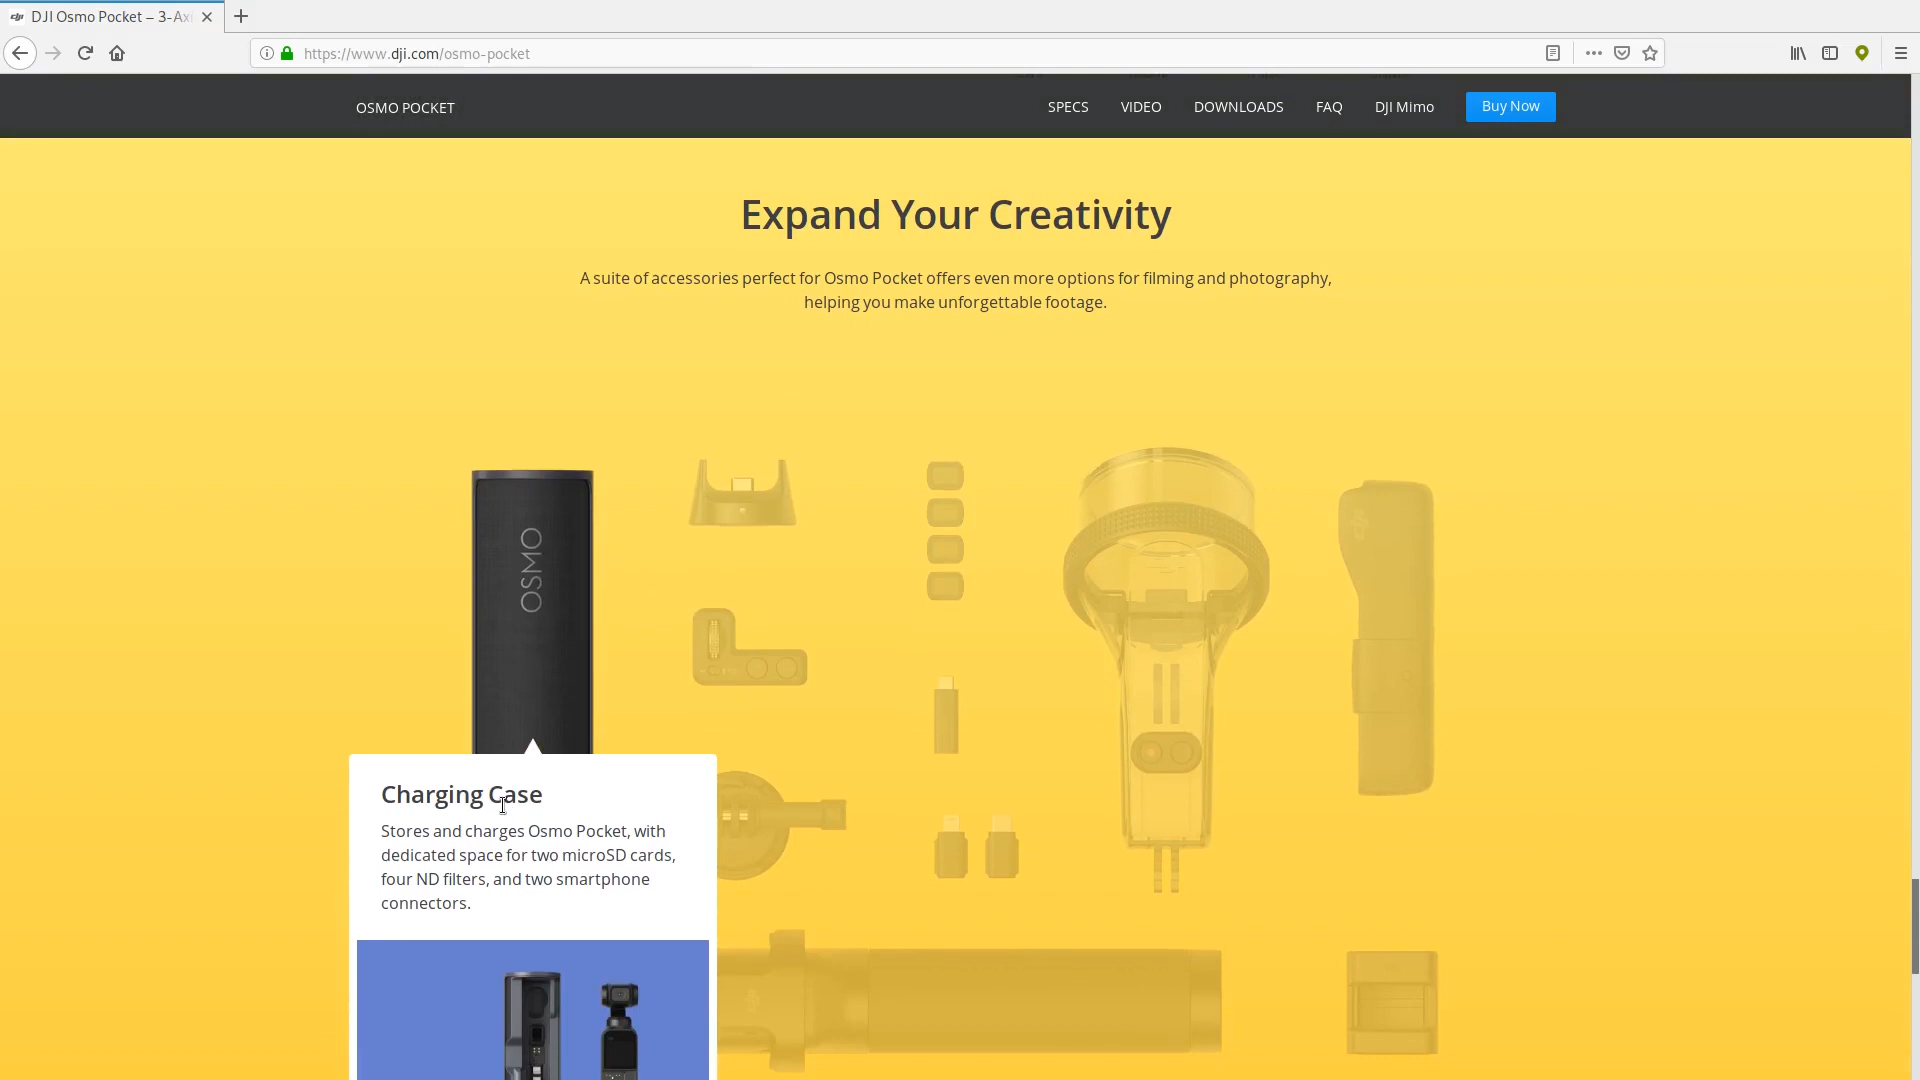 DJI Osmo Pocket – 3-Ax
https://www.dji.com/osmo-pocket
OSMO POCKET
SPECS
VIDEO
DOWNLOADS
FAQ
DJI Mimo
Buy Now
Expand Your Creativity
A suite of accessories perfect for Osmo Pocket offers even more options for filming and photography,
helping you make unforgettable footage.
OSMO
Charging Case
Stores and charges Osmo Pocket, with
dedicated space for two microSD cards,
four ND filters, and two smartphone
connectors.